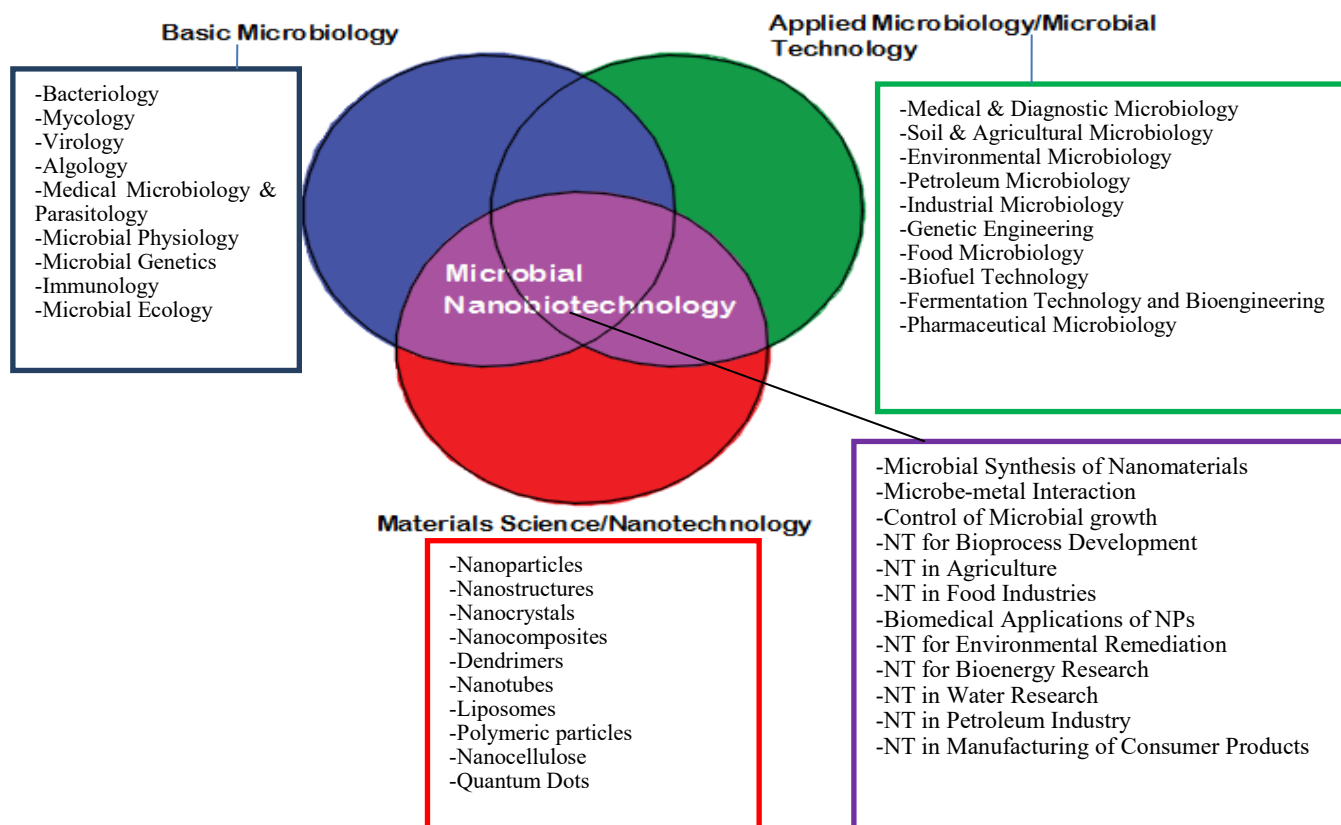 Basic Microbiology
-Bacteriology
-Mycology
-Virology
-Algology
-Medical Microbiology &
Parasitology
-Microbial Physiology
-Microbial Genetics
-Immunology
-Microbial Ecology
Applied Microbiology/Microbial
Technology
-Medical & Diagnostic Microbiology
-Soil & Agricultural Microbiology
-Environmental Microbiology
-Petroleum Microbiology
-Industrial Microbiology
-Genetic Engineering
-Food Microbiology
-Biofuel Technology
-Fermentation Technology and Bioengineering
-Pharmaceutical Microbiology
Microbial
Nanobiotechnology
Materials Science/Nanotechnology
-Nanoparticles
-Nanostructures
-Nanocrystals
-Nanocomposites
-Dendrimers
-Nanotubes
-Liposomes
-Polymeric particles
-Nanocellulose
-Quantum Dots
-Microbial Synthesis of Nanomaterials
-Microbe-metal Interaction
-Control of Microbial growth
-NT for Bioprocess Development
-NT in Agriculture
-NT in Food Industries
-Biomedical Applications of NPs
-NT for Environmental Remediation
-NT for Bioenergy Research
-NT in Water Research
-NT in Petroleum Industry
-NT in Manufacturing of Consumer Products